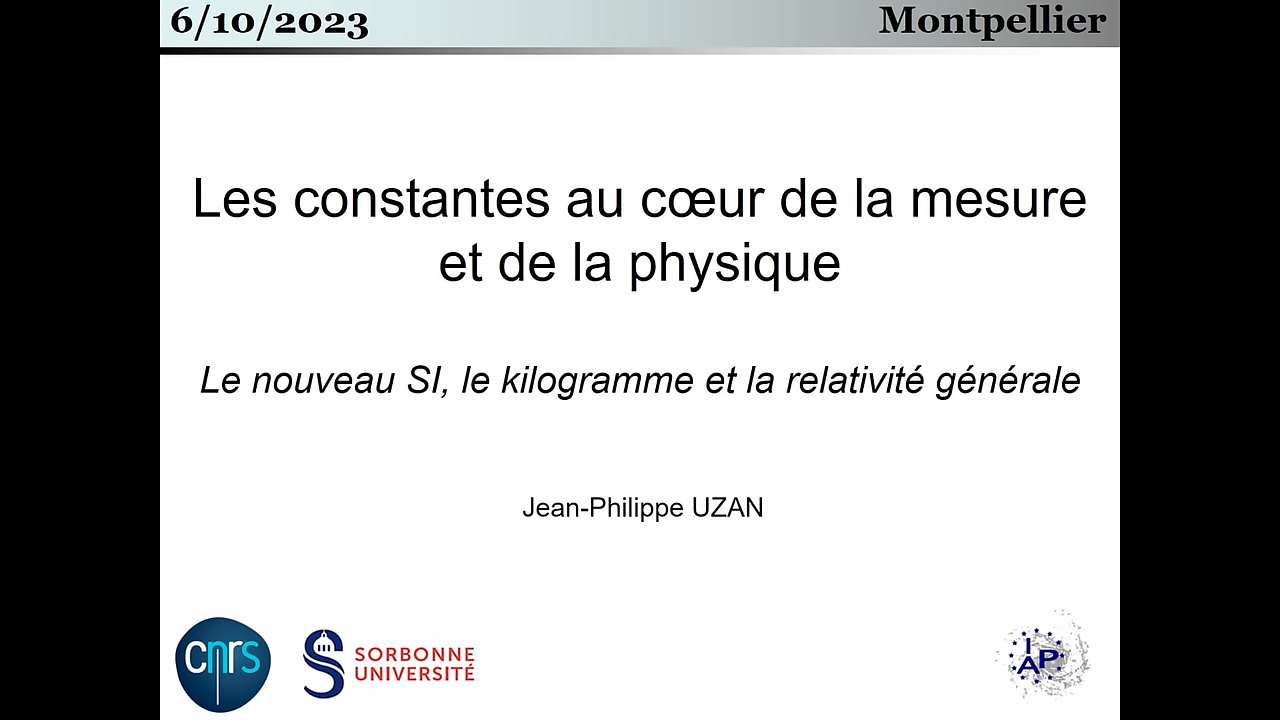 6/10/2023
Montpellier
Les constantes au cœur de la mesure
et de la physique
Le nouveau SI, le kilogramme et la relativité générale
Jean-Philippe UZAN
cnrs
SORBONNE
UNIVERSITÉ
IAP